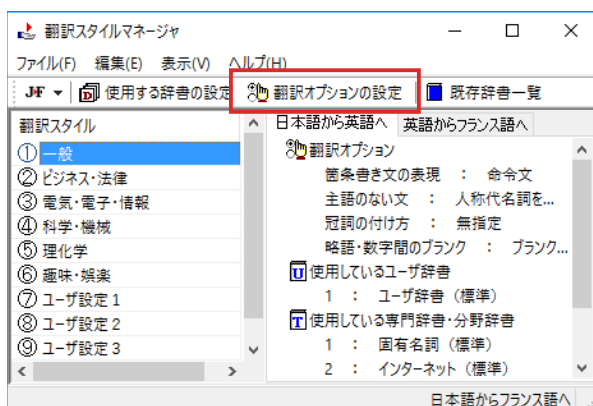 翻訳スタイルマネージャ
ファイル(F) 編集(E) 表示(V) ヘルプ(H)
J▸F 使用する辞書の設定 翻訳オプションの設定 既存辞書一覧
翻訳スタイル
① 一般
② ビジネス・法律
③ 電気・電子・情報
④ 科学・機械
⑤ 理化学
⑥ 趣味・娯楽
⑦ ユーザ設定 1
⑧ ユーザ設定 2
⑨ ユーザ設定 3
日本語から英語へ 英語からフランス語へ
翻訳オプション
箇条書き文の表現 : 命令文
主語のない文 : 人称代名詞を...
冠詞の付け方 : 無指定
略語・数字間のブランク : ブランク...
U 使用しているユーザ辞書
1 : ユーザ辞書 (標準)
T 使用している専門辞書・分野辞書
1 : 固有名詞 (標準)
2 : インターネット (標準)
日本語からフランス語へ